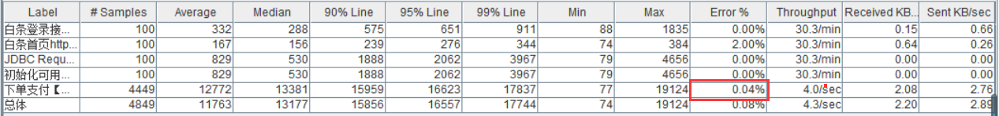 Label # Samples Average Median 90% Line 95% Line 99% Line Min Max Error % Throughput Received KB... Sent KB/sec
白条登录接... 100 332 288 575 651 911 88 1835 0.00% 30.3/min 0.15 0.66
白条首页http... 100 167 156 239 276 344 74 384 2.00% 30.3/min 0.64 0.26
JDBC Requ... 100 829 530 1888 2062 3967 79 4656 0.00% 30.3/min 0.00 0.00
初始化可用... 100 829 530 1888 2062 3967 79 4656 0.00% 30.3/min 0.00 0.00
下单支付【... 4449 12772 13381 15959 16623 17837 77 19124 0.04% 4.0/sec 2.08 2.76
总体 4849 11763 13177 15856 16557 17744 74 19124 0.08% 4.3/sec 2.20 2.89